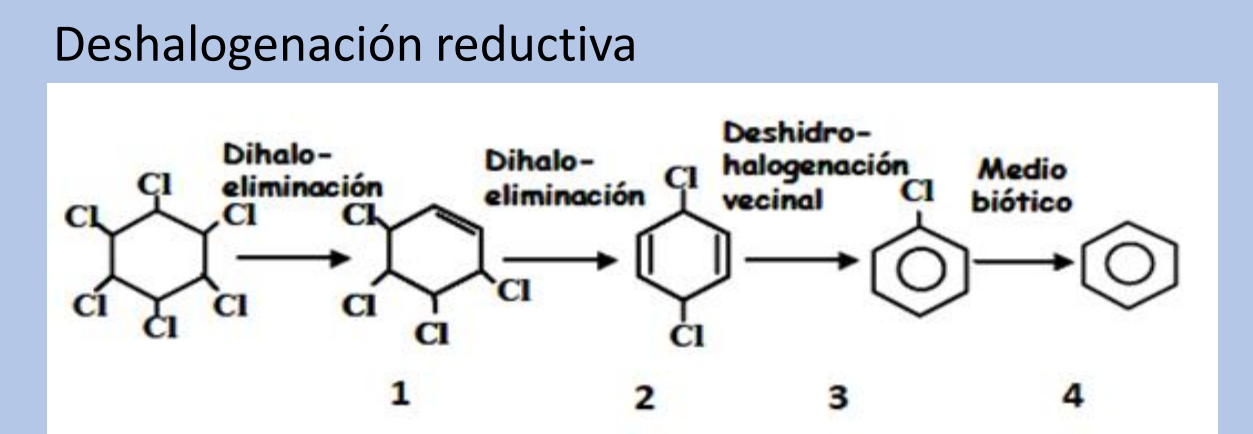 Deshalogenación reductiva
Dihalo-
eliminación
Dihalo-
eliminación
Deshidro-
halogenación
vecinal
Medio
biótico
Cl
Cl
Cl
Cl
Cl
Cl
Cl
Cl
Cl
Cl
Cl
Cl
Cl
1
2
3
4